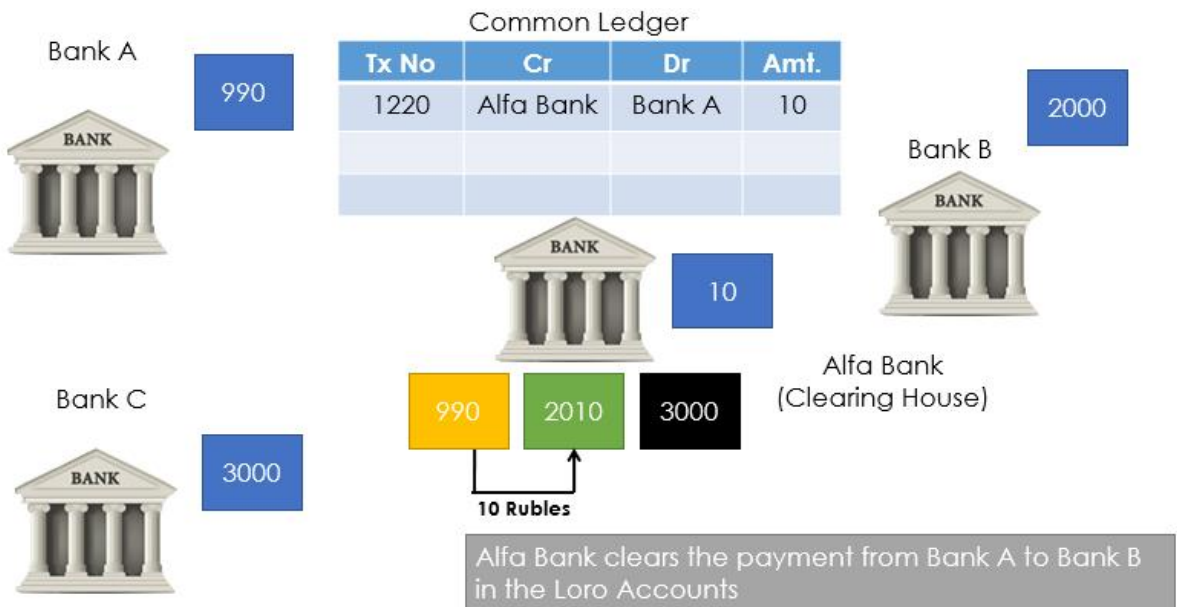 Common Ledger
Bank A
990
BANK
Tx No Cr Dr Amt.
1220 Alfa Bank Bank A 10
2000
Bank B
BANK
BANK
10
Alfa Bank
(Clearing House)
990 2010 3000
10 Rubles
Bank C
3000
BANK
Alfa Bank clears the payment from Bank A to Bank B
in the Loro Accounts